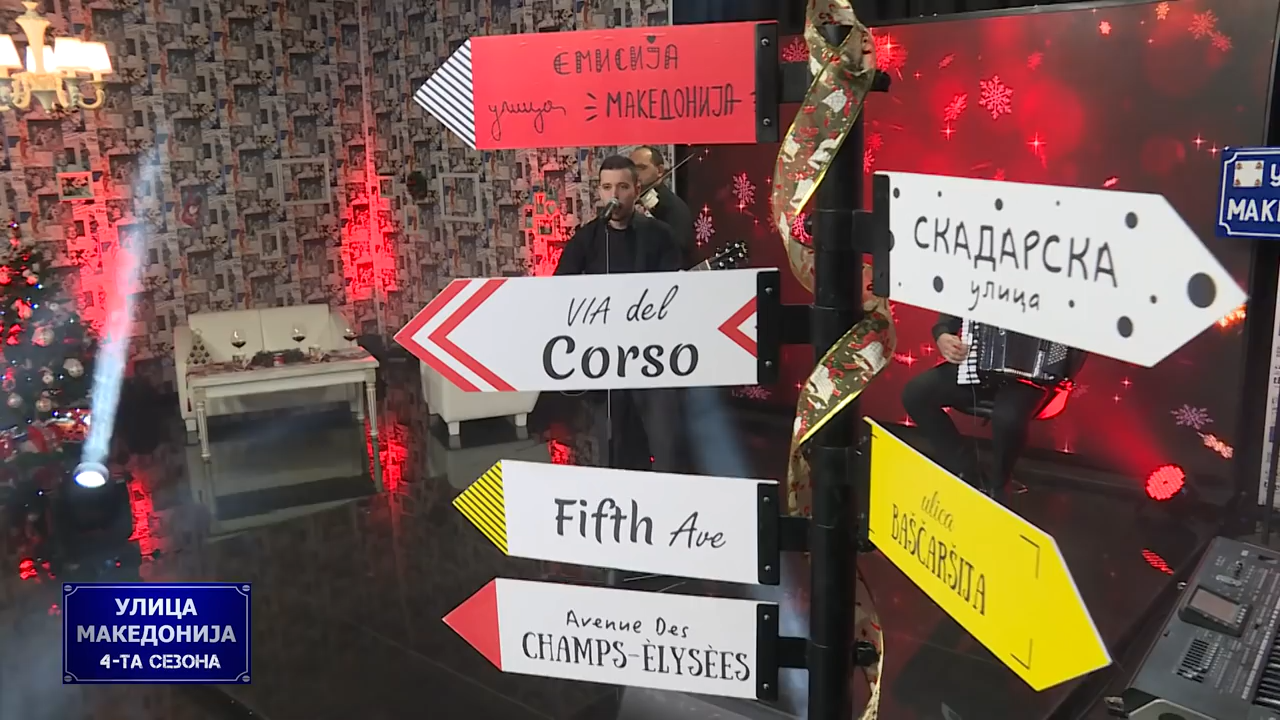 ЕМИСИЈА
улица МАКЕДОНИЈА
СКАДАРСКА
улица
VIA del
Corso
Fifth Ave
ulica
BAŠČARŠIJA
Avenue Des
CHAMPS-ÈLYSÈES
УЛИЦА
МАКЕДОНИЈА
4-ТА СЕЗОНА